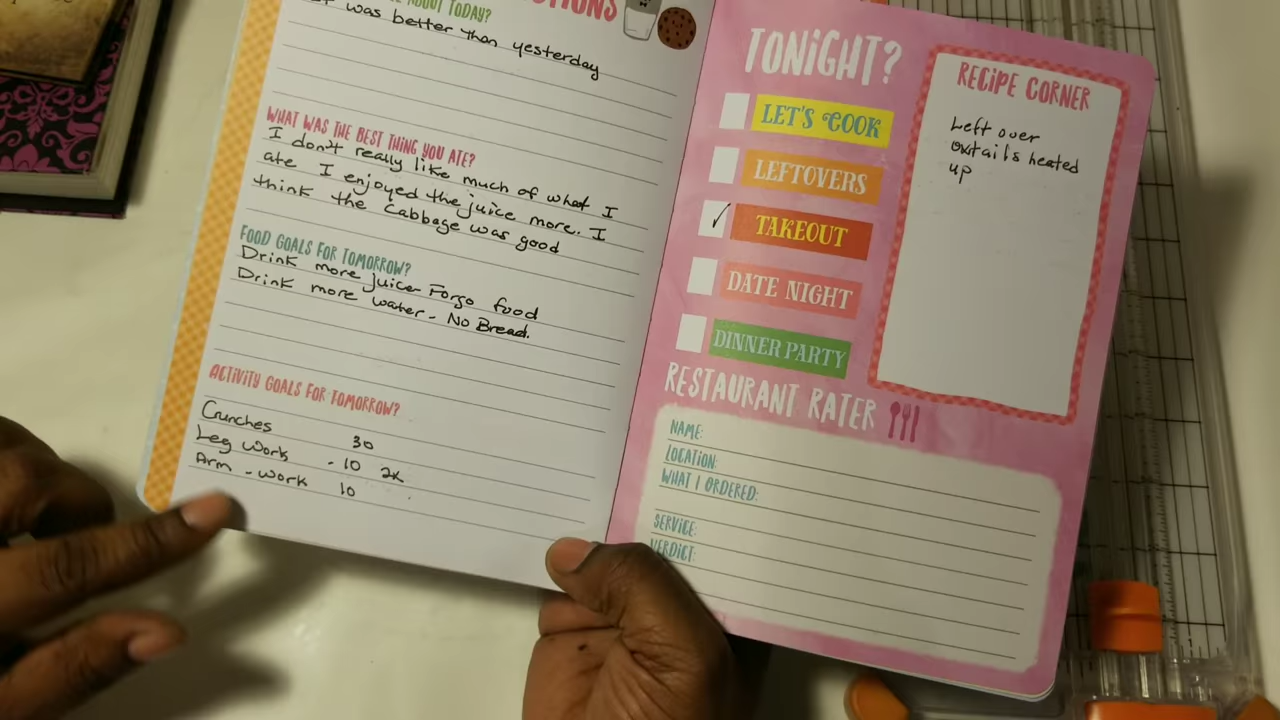 ABOUT TODAY?
was better than yesterday
WHAT WAS THE BEST THING YOU ATE?
I don't really like much of what I
ate I enjoyed the juice more. I
think the cabbage was good
FOOD GOALS FOR TOMORROW?
Drink more juice Forgo food
Drink more water - No Bread.
ACTIVITY GOALS FOR TOMORROW?
Crunches 30
Leg Work - 10 2x
Arm - work 10
TONIGHT?
LET'S COOK
LEFTOVERS
TAKEOUT
DATE NIGHT
DINNER PARTY
RECIPE CORNER
Left over
oxtails heated
up
RESTAURANT RATER
NAME:
LOCATION:
WHAT I ORDERED:
SERVICE:
VERDICT: